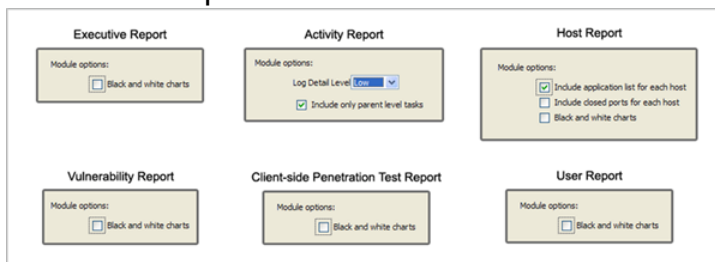 Executive Report
Module options:
Black and white charts
Activity Report
Module options:
Log Detail Level Low
Include only parent level tasks
Host Report
Module options:
Include application list for each host
Include closed ports for each host
Black and white charts
Vulnerability Report
Module options:
Black and white charts
Client-side Penetration Test Report
Module options:
Black and white charts
User Report
Module options:
Black and white charts